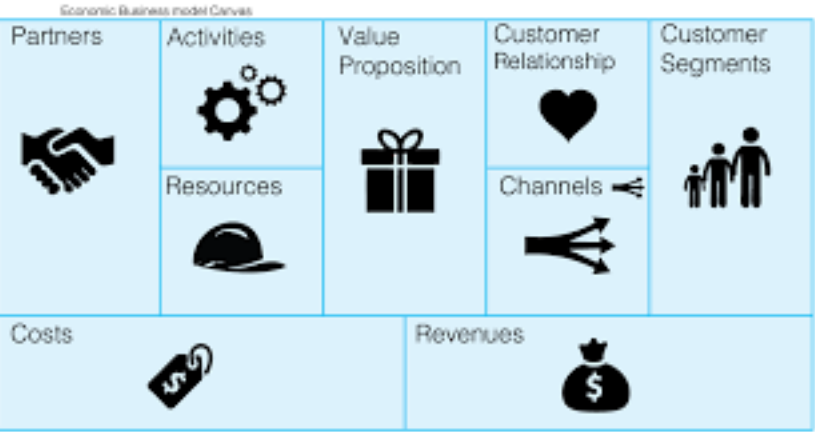 Economic Business model Canvas
Partners
Activities
Value
Proposition
Customer
Relationship
Customer
Segments
Resources
Channels
Costs
$
Revenues
$